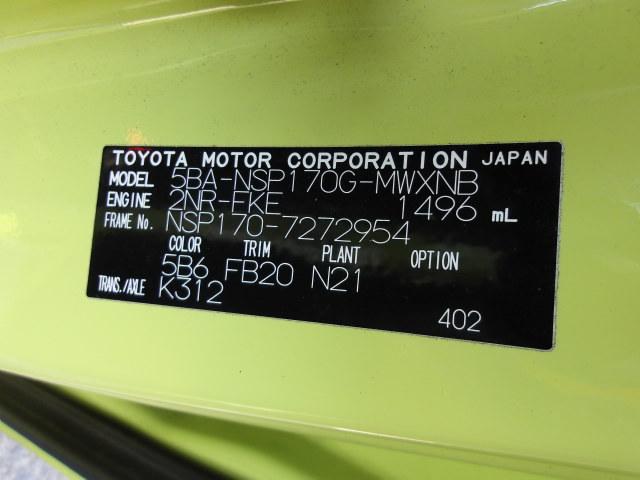 TOYOTA MOTOR CORPORATION JAPAN
MODEL 5BA-NSP170G-MWXNB
ENGINE 2NR-FKE 1496 mL
FRAME No. NSP170-7272954
COLOR TRIM PLANT OPTION
5B6 FB20 N21
TRANS./AXLE K312
402